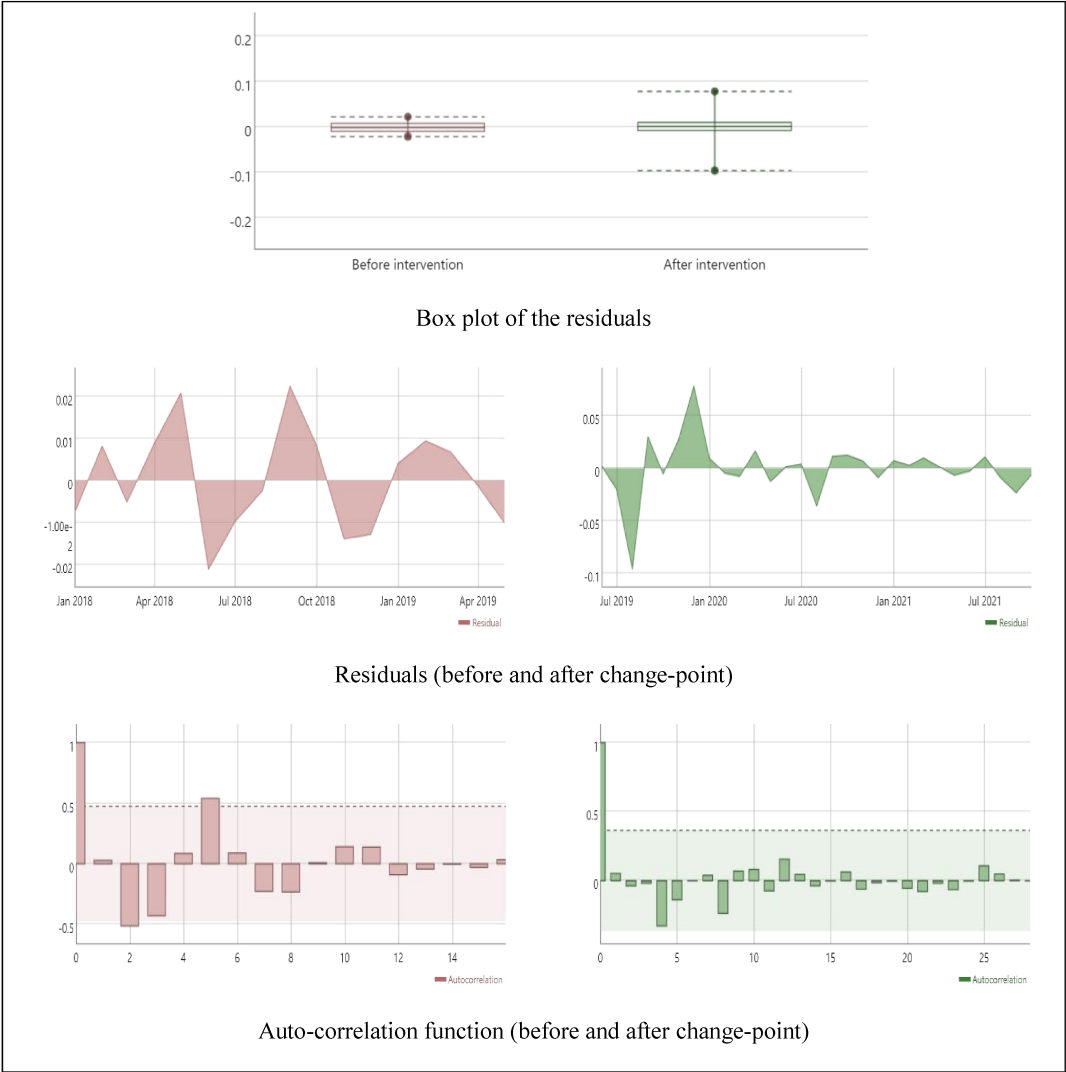 0.2
0.1
0
-0.1
-0.2
Before intervention After intervention
Box plot of the residuals
0.02
0.01
0
-1.00e-
2
-0.02
Jan 2018 Apr 2018 Jul 2018 Oct 2018 Jan 2019 Apr 2019
Residual
0.05
0
-0.05
-0.1
Jul 2019 Jan 2020 Jul 2020 Jan 2021 Jul 2021
Residual
Residuals (before and after change-point)
1
0.5
0
-0.5
0 2 4 6 8 10 12 14
Autocorrelation
1
0.5
0
0 5 10 15 20 25
Autocorrelation
Auto-correlation function (before and after change-point)